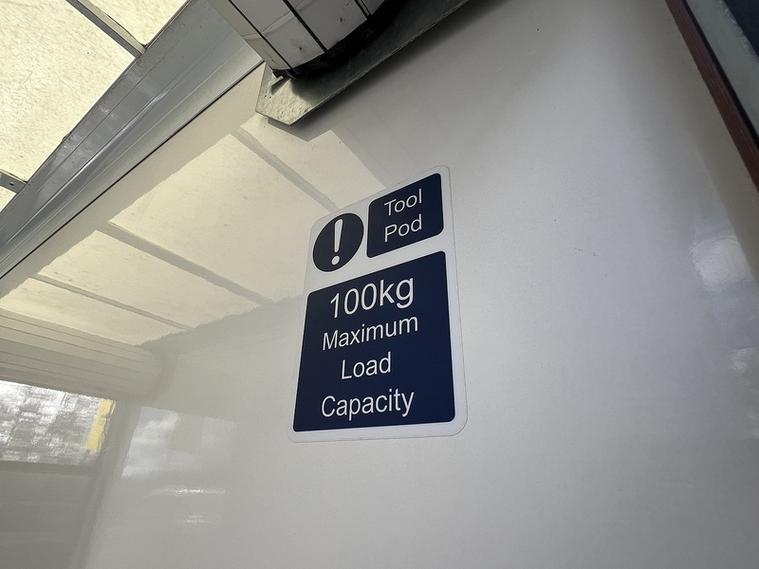 !
Tool
Pod
100kg
Maximum
Load
Capacity